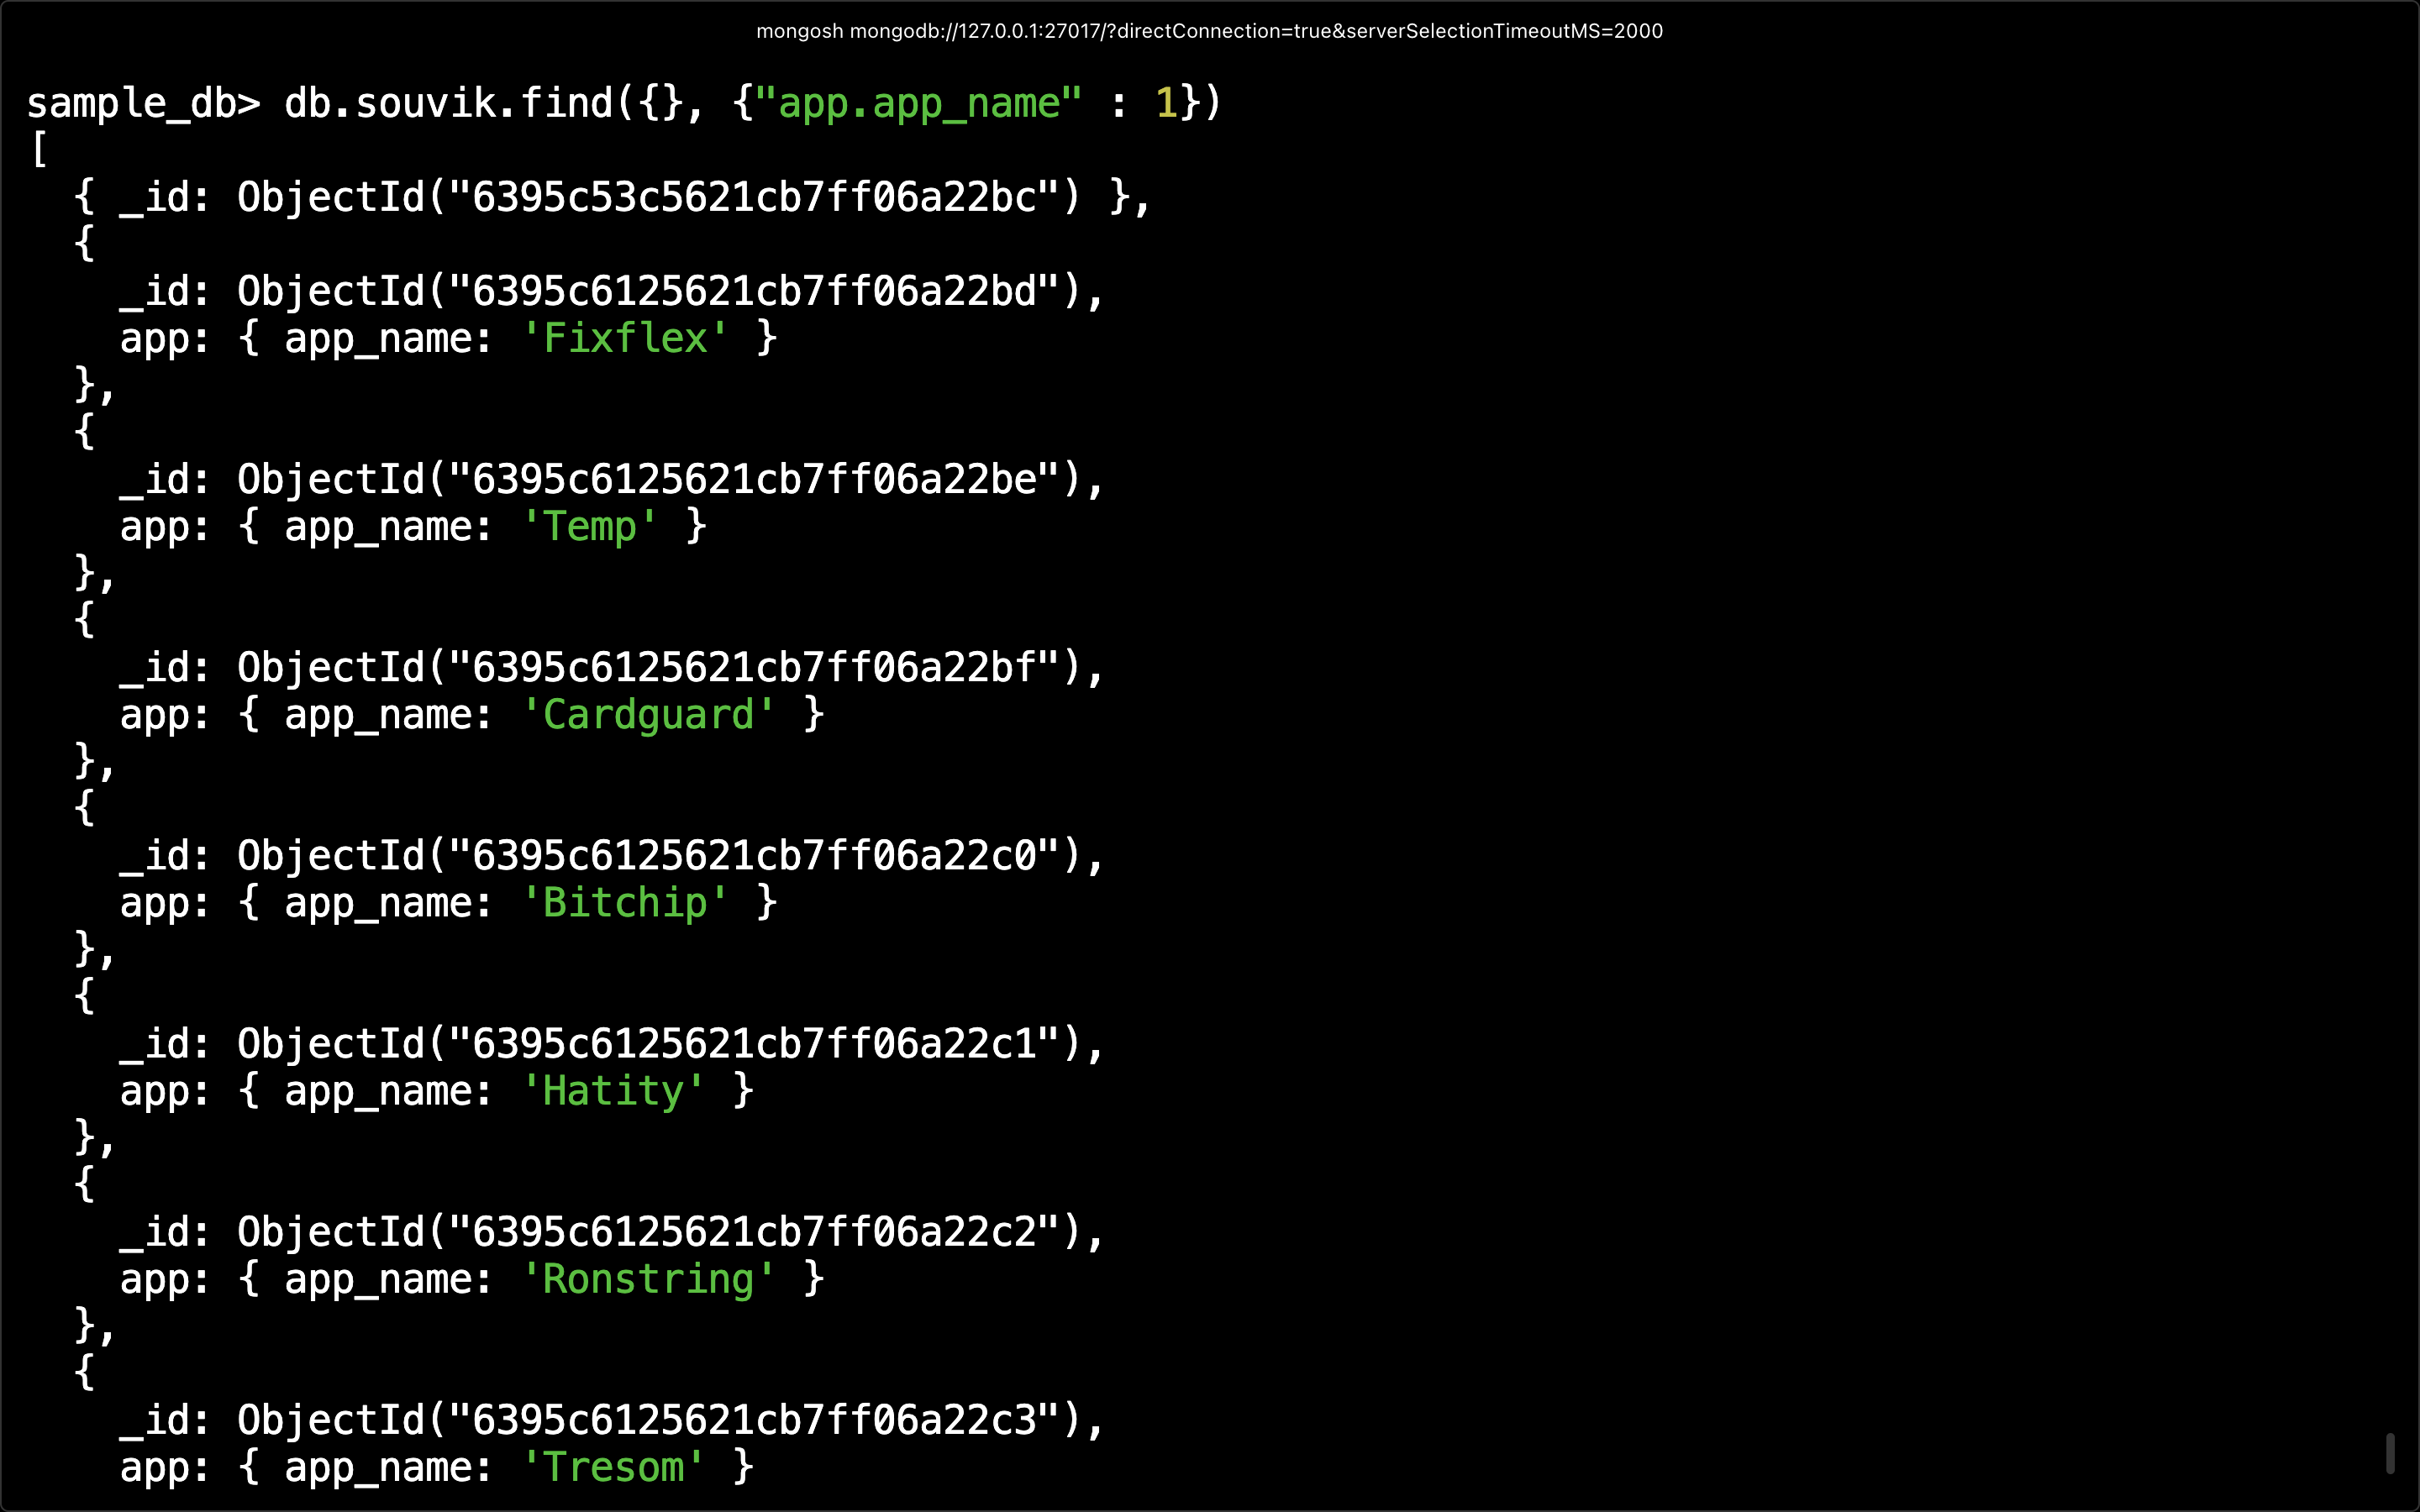 mongosh mongodb://127.0.0.1:27017/?directConnection=true&serverSelectionTimeoutMS=2000
sample_db> db.souvik.find({}, {"app.app_name" : 1})
[
  { _id: ObjectId("6395c53c5621cb7ff06a22bc") },
  {
    _id: ObjectId("6395c6125621cb7ff06a22bd"),
    app: { app_name: 'Fixflex' }
  },
  {
    _id: ObjectId("6395c6125621cb7ff06a22be"),
    app: { app_name: 'Temp' }
  },
  {
    _id: ObjectId("6395c6125621cb7ff06a22bf"),
    app: { app_name: 'Cardguard' }
  },
  {
    _id: ObjectId("6395c6125621cb7ff06a22c0"),
    app: { app_name: 'Bitchip' }
  },
  {
    _id: ObjectId("6395c6125621cb7ff06a22c1"),
    app: { app_name: 'Hatity' }
  },
  {
    _id: ObjectId("6395c6125621cb7ff06a22c2"),
    app: { app_name: 'Ronstring' }
  },
  {
    _id: ObjectId("6395c6125621cb7ff06a22c3"),
    app: { app_name: 'Tresom' }